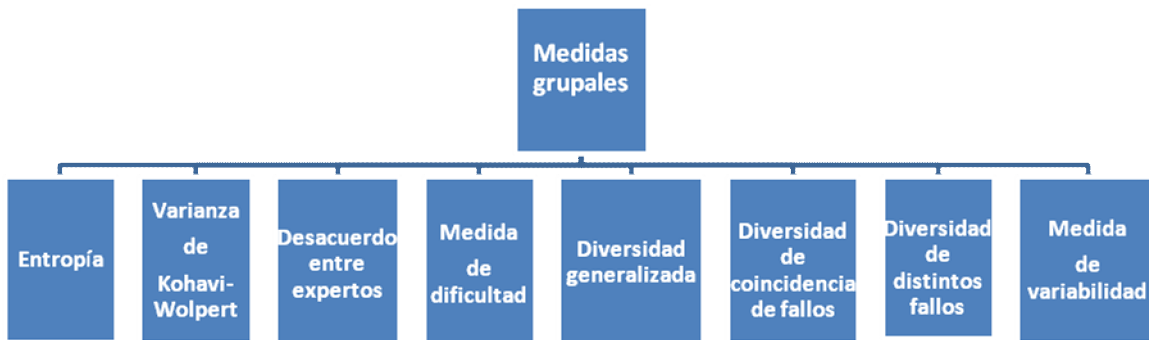 Medidas
grupales
Entropía
Varianza
de
Kohavi-
Wolpert
Desacuerdo
entre
expertos
Medida
de
dificultad
Diversidad
generalizada
Diversidad
de
coincidencia
de fallos
Diversidad
de
distintos
fallos
Medida
de
variabilidad